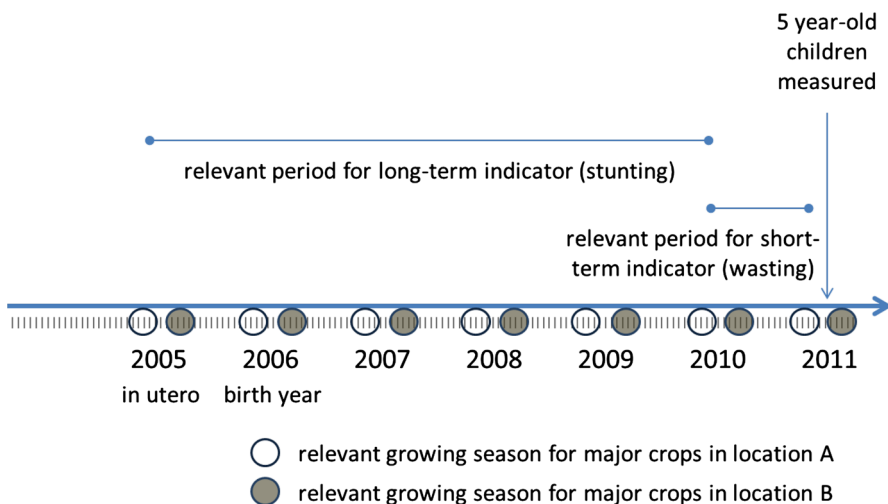 5 year-old
children
measured
relevant period for long-term indicator (stunting)
relevant period for short-
term indicator (wasting)
2005 2006 2007 2008 2009 2010 2011
in utero birth year
relevant growing season for major crops in location A
relevant growing season for major crops in location B